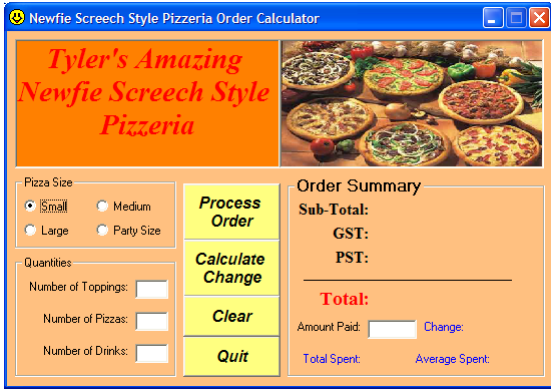 Newfie Screech Style Pizzeria Order Calculator
Tyler's Amazing
Newfie Screech Style
Pizzeria
Pizza Size
Small
Medium
Large
Party Size
Quantities
Number of Toppings:
Number of Pizzas:
Number of Drinks:
Process
Order
Calculate
Change
Clear
Quit
Order Summary
Sub-Total:
GST:
PST:
Total:
Amount Paid:
Change:
Total Spent:
Average Spent: